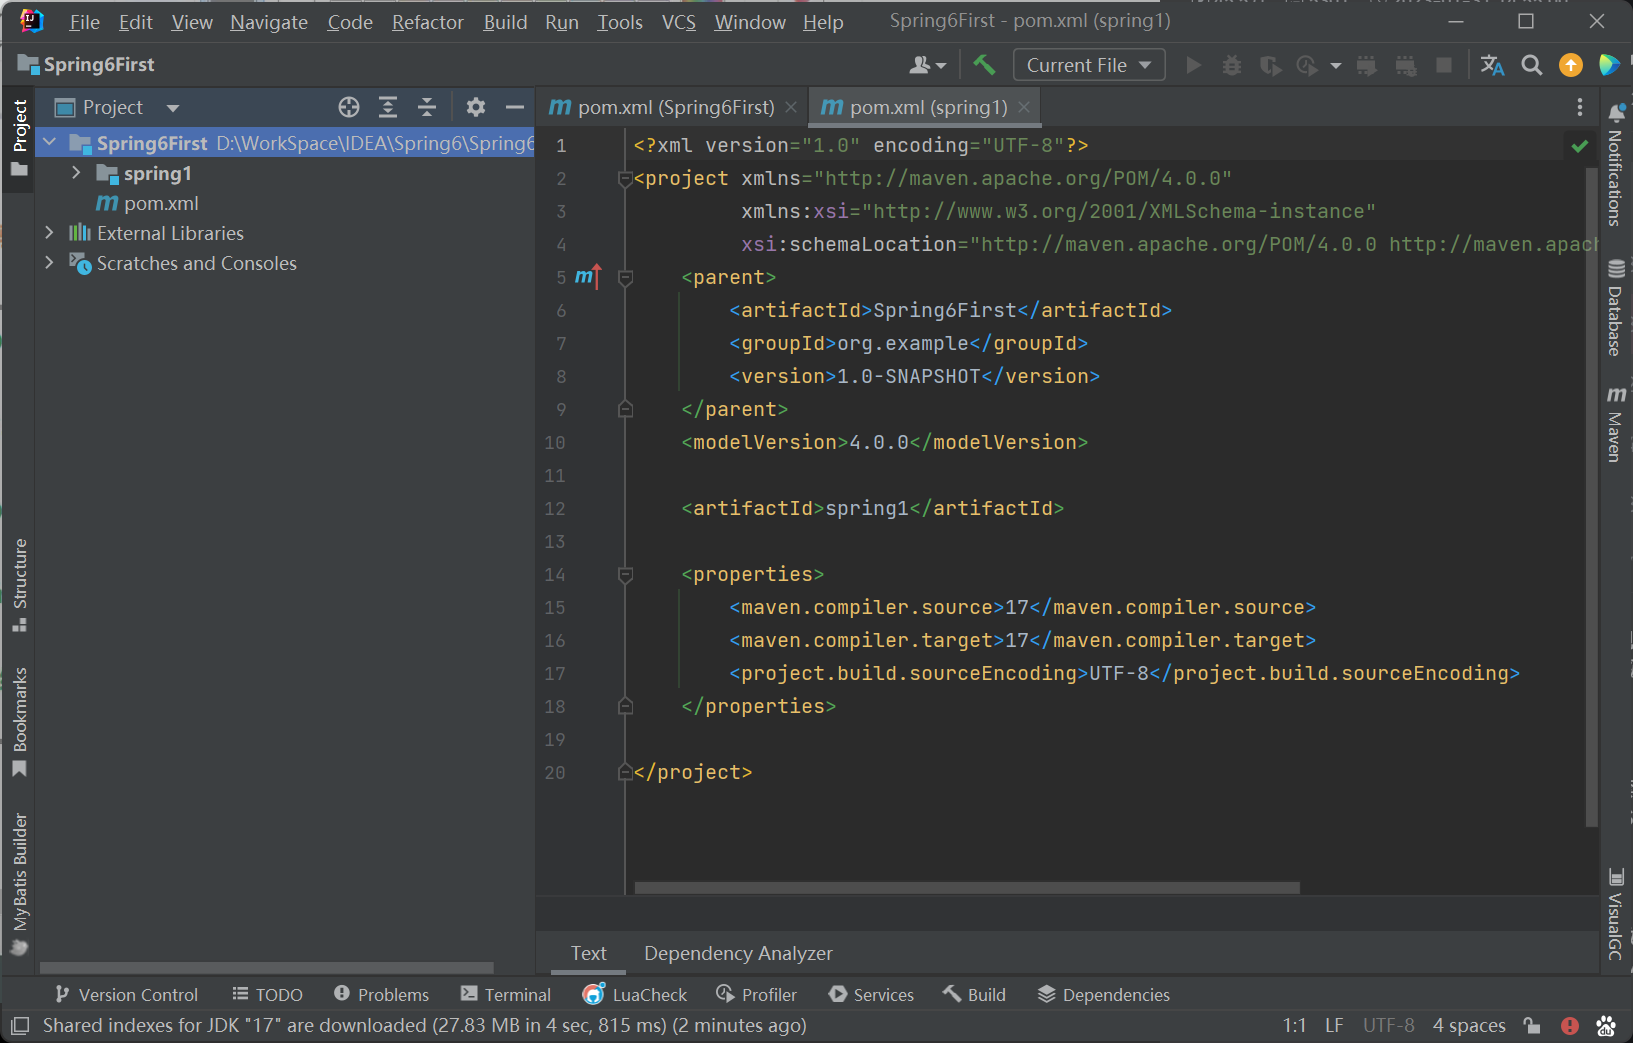 File Edit View Navigate Code Refactor Build Run Tools VCS Window Help Spring6First - pom.xml (spring1)
Spring6First Current File
Project pom.xml (Spring6First) pom.xml (spring1)
Spring6First D:\WorkSpace\IDEA\Spring6\Spring6
spring1
pom.xml
External Libraries
Scratches and Consoles
1 <?xml version="1.0" encoding="UTF-8"?>
2 <project xmlns="http://maven.apache.org/POM/4.0.0"
3 xmlns:xsi="http://www.w3.org/2001/XMLSchema-instance"
4 xsi:schemaLocation="http://maven.apache.org/POM/4.0.0 http://maven.apach
5 <parent>
6 <artifactId>Spring6First</artifactId>
7 <groupId>org.example</groupId>
8 <version>1.0-SNAPSHOT</version>
9 </parent>
10 <modelVersion>4.0.0</modelVersion>
11
12 <artifactId>spring1</artifactId>
13
14 <properties>
15 <maven.compiler.source>17</maven.compiler.source>
16 <maven.compiler.target>17</maven.compiler.target>
17 <project.build.sourceEncoding>UTF-8</project.build.sourceEncoding>
18 </properties>
19
20 </project>
Project
Structure
Bookmarks
MyBatis Builder
Notifications
Database
Maven
VisualGC
Text Dependency Analyzer
Version Control TODO Problems Terminal LuaCheck Profiler Services Build Dependencies
Shared indexes for JDK "17" are downloaded (27.83 MB in 4 sec, 815 ms) (2 minutes ago) 1:1 LF UTF-8 4 spaces